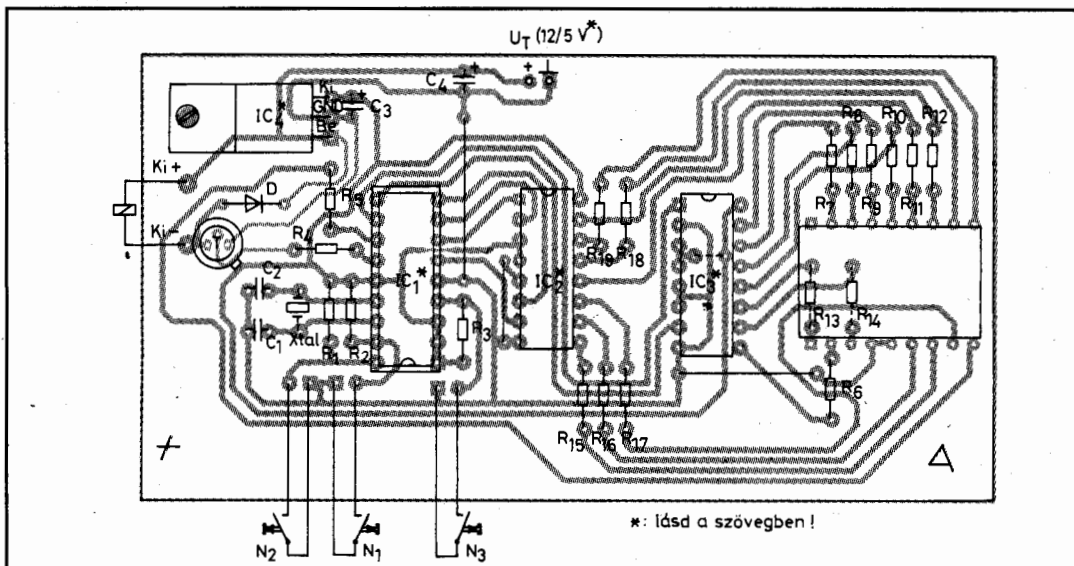 U_T (12/5 V*)
+ ⊥
C4 +
Ki
GND
Be
IC4*
+ C3
R8 R10 R12
Ki +
D
R5
R7 R9 R11
Ki -
R4
R19 R18
IC1*
IC2*
IC3*
C2
R13 R14
C1 Xtal
R1 R2
R3
R6
R15 R16 R17
*: lásd a szövegben !
N2 N1 N3